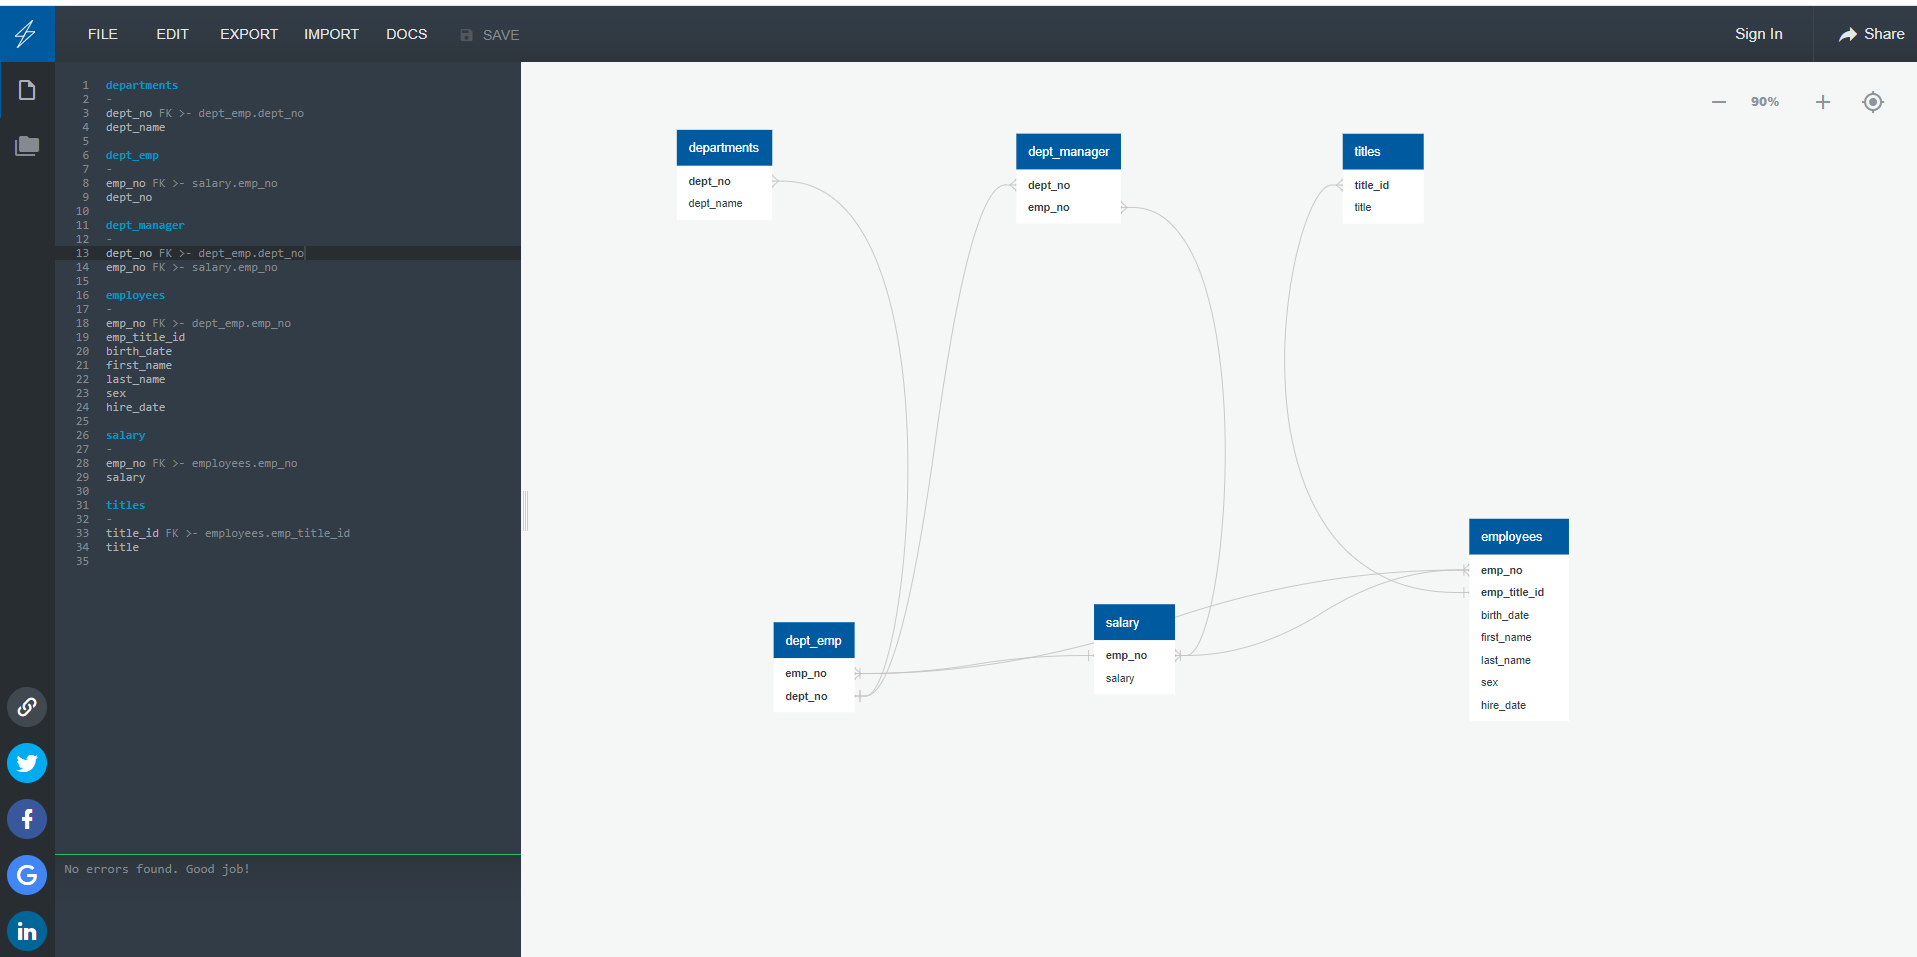 FILE EDIT EXPORT IMPORT DOCS SAVE Sign In Share
1 departments
2 -
3 dept_no FK >- dept_emp.dept_no
4 dept_name
5
6 dept_emp
7 -
8 emp_no FK >- salary.emp_no
9 dept_no
10
11 dept_manager
12 -
13 dept_no FK >- dept_emp.dept_no
14 emp_no FK >- salary.emp_no
15
16 employees
17 -
18 emp_no FK >- dept_emp.emp_no
19 emp_title_id
20 birth_date
21 first_name
22 last_name
23 sex
24 hire_date
25
26 salary
27 -
28 emp_no FK >- employees.emp_no
29 salary
30
31 titles
32 -
33 title_id FK >- employees.emp_title_id
34 title
35
No errors found. Good job!
90%
departments
dept_no
dept_name
dept_manager
dept_no
emp_no
titles
title_id
title
employees
emp_no
emp_title_id
birth_date
first_name
last_name
sex
hire_date
salary
emp_no
salary
dept_emp
emp_no
dept_no